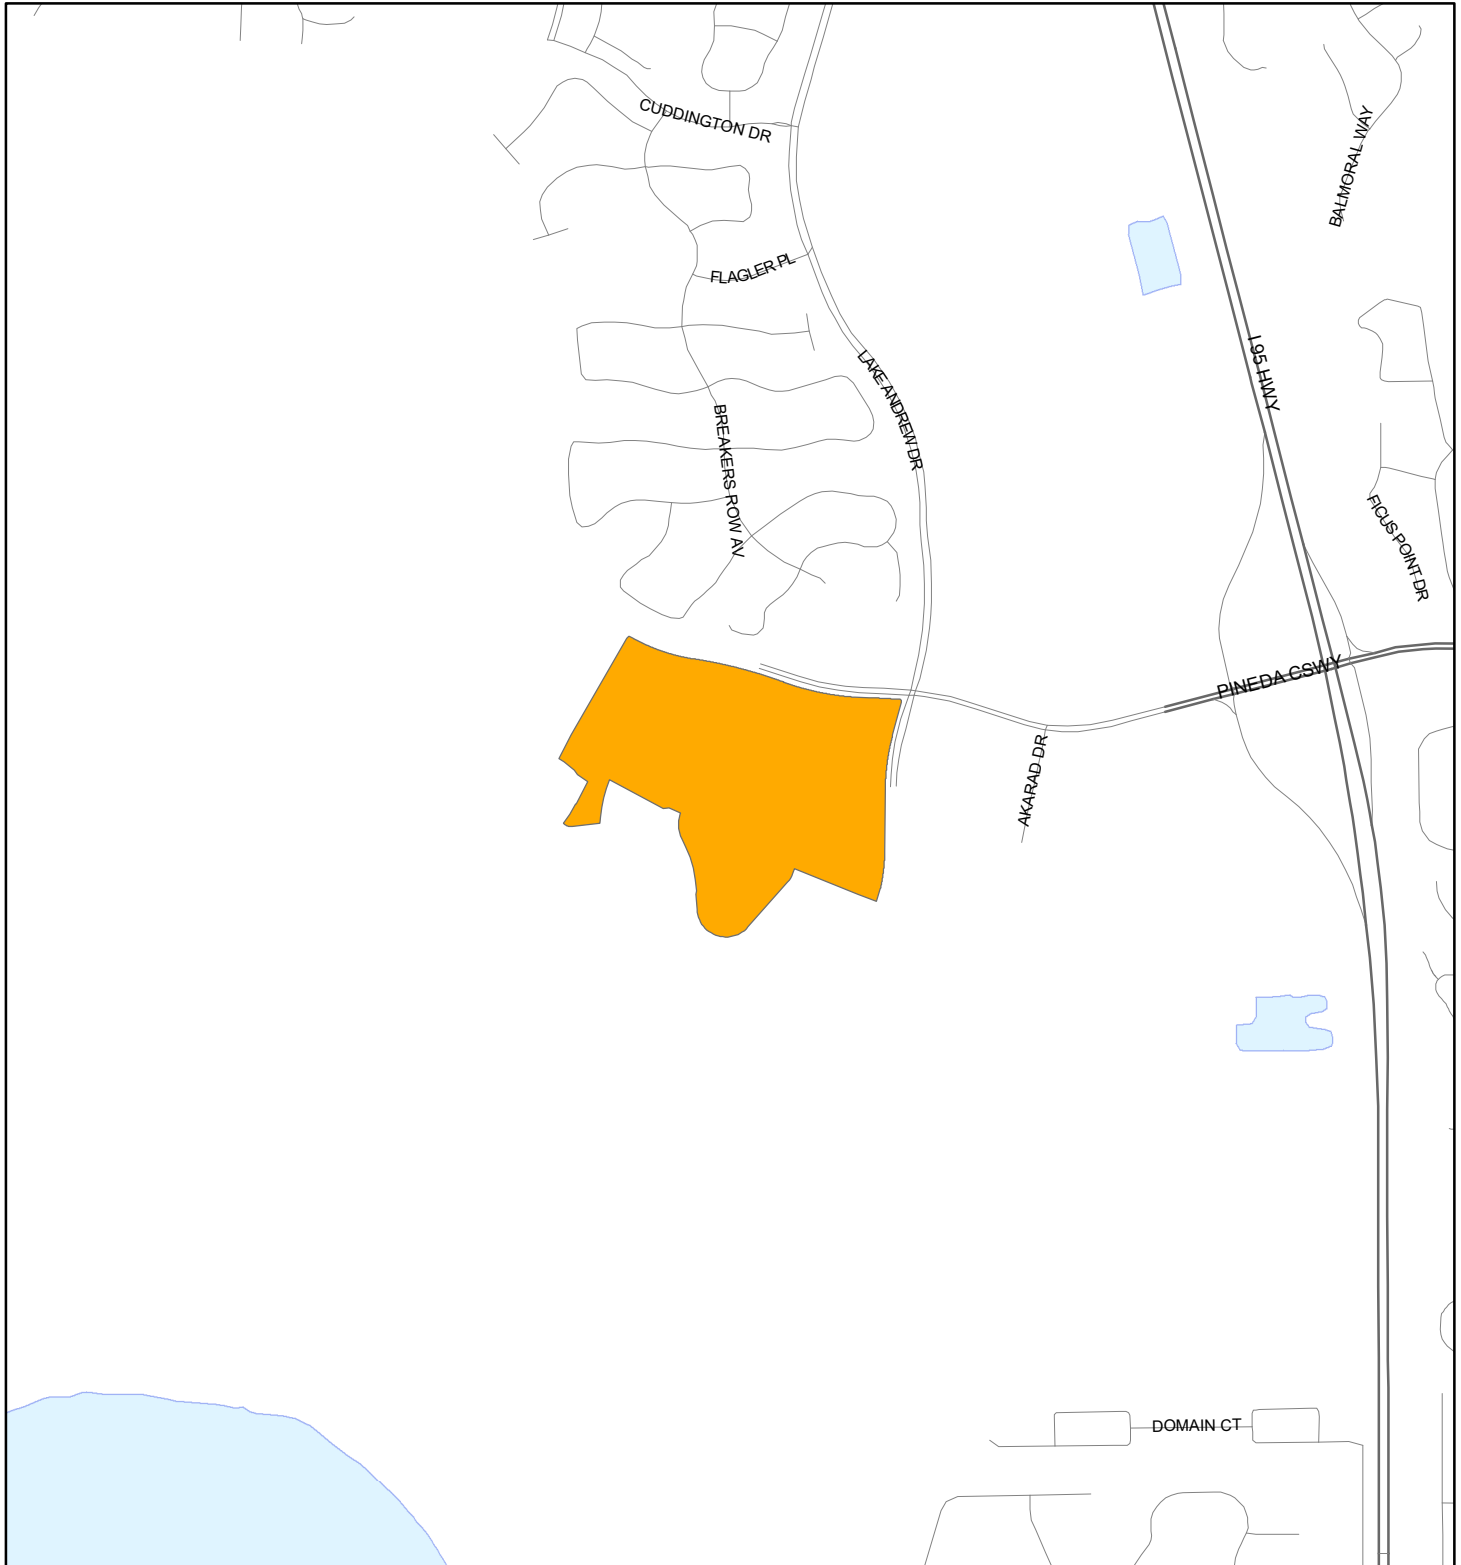 CUDDINGTON DR
BALMORAL WAY
FLAGLER PL
I 95 HWY
LAKE ANDREW DR
BREAKERS ROW AV
FICUS POINT DR
PINEDA CSWY
AKARAD DR
DOMAIN CT